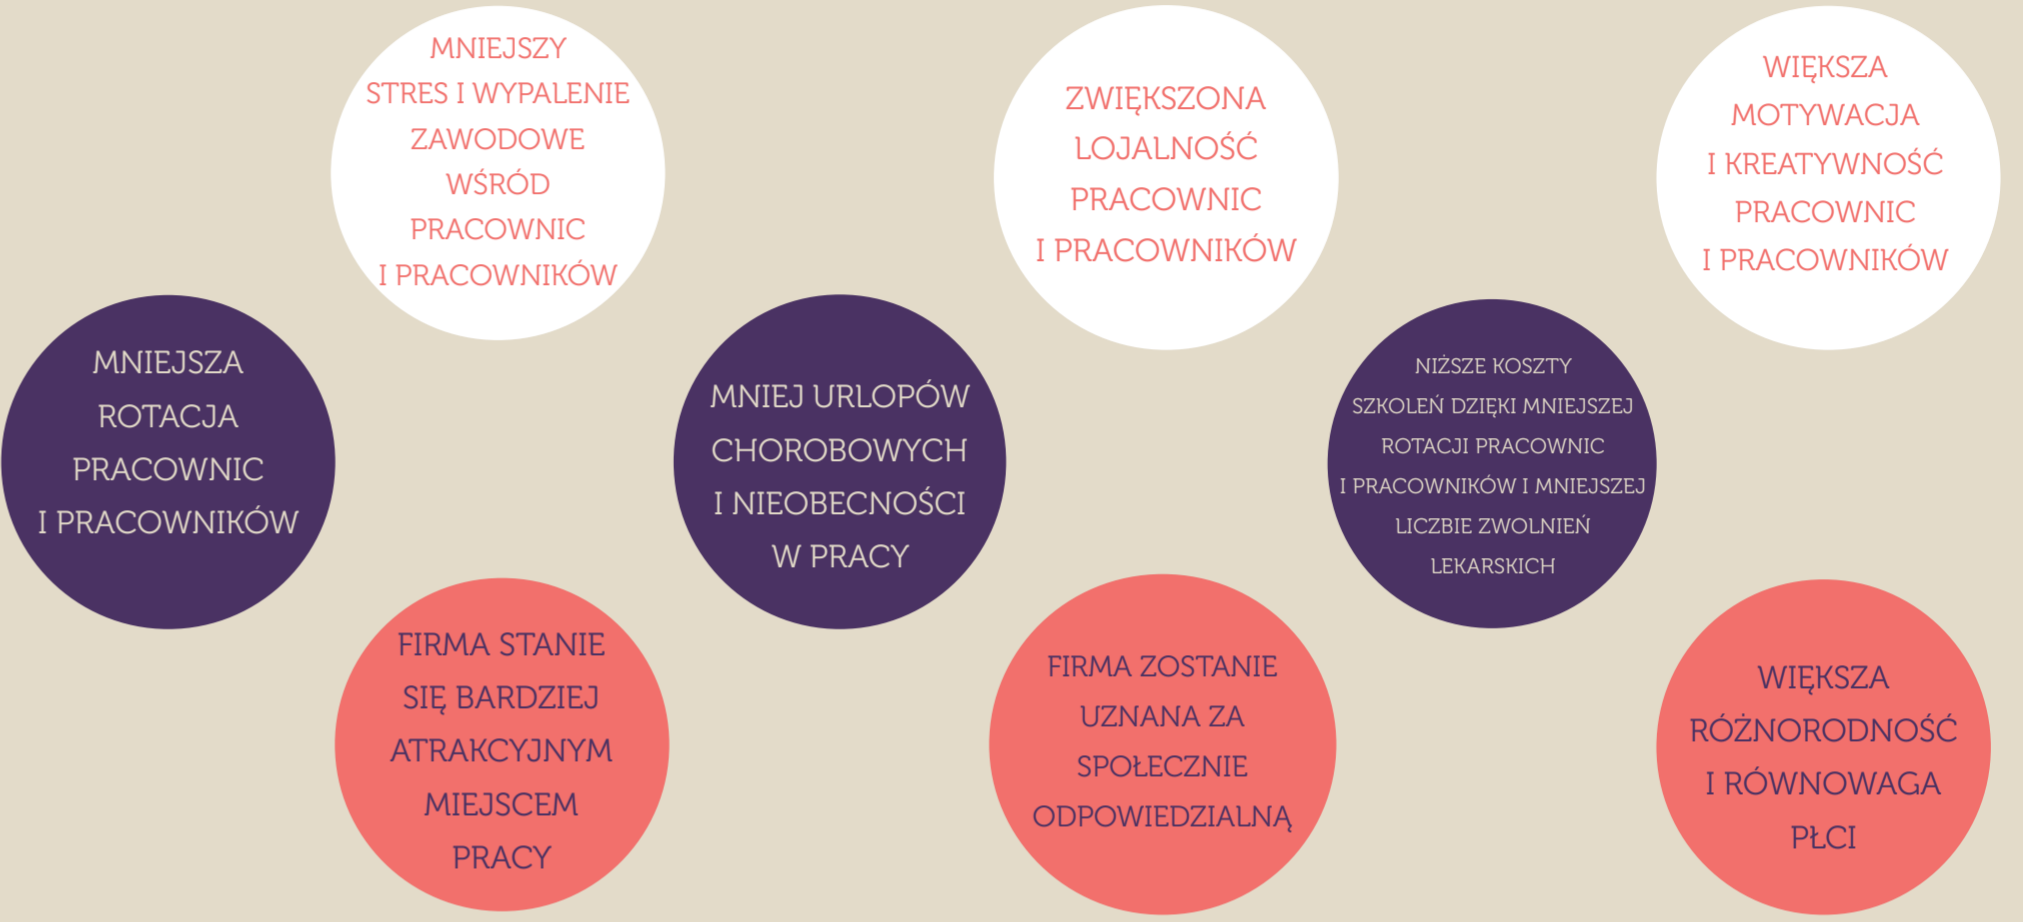 MNIEJSZY
STRES I WYPALENIE
ZAWODOWE
WŚRÓD
PRACOWNIC
I PRACOWNIKÓW
ZWIĘKSZONA
LOJALNOŚĆ
PRACOWNIC
I PRACOWNIKÓW
WIĘKSZA
MOTYWACJA
I KREATYWNOŚĆ
PRACOWNIC
I PRACOWNIKÓW
MNIEJSZA
ROTACJA
PRACOWNIC
I PRACOWNIKÓW
MNIEJ URLOPÓW
CHOROBOWYCH
I NIEOBECNOŚCI
W PRACY
NIŻSZE KOSZTY
SZKOLEŃ DZIĘKI MNIEJSZEJ
ROTACJI PRACOWNIC
I PRACOWNIKÓW I MNIEJSZEJ
LICZBIE ZWOLNIEŃ
LEKARSKICH
FIRMA STANIE
SIĘ BARDZIEJ
ATRAKCYJNYM
MIEJSCEM
PRACY
FIRMA ZOSTANIE
UZNANA ZA
SPOŁECZNIE
ODPOWIEDZIALNĄ
WIĘKSZA
RÓŻNORODNOŚĆ
I RÓWNOWAGA
PŁCI